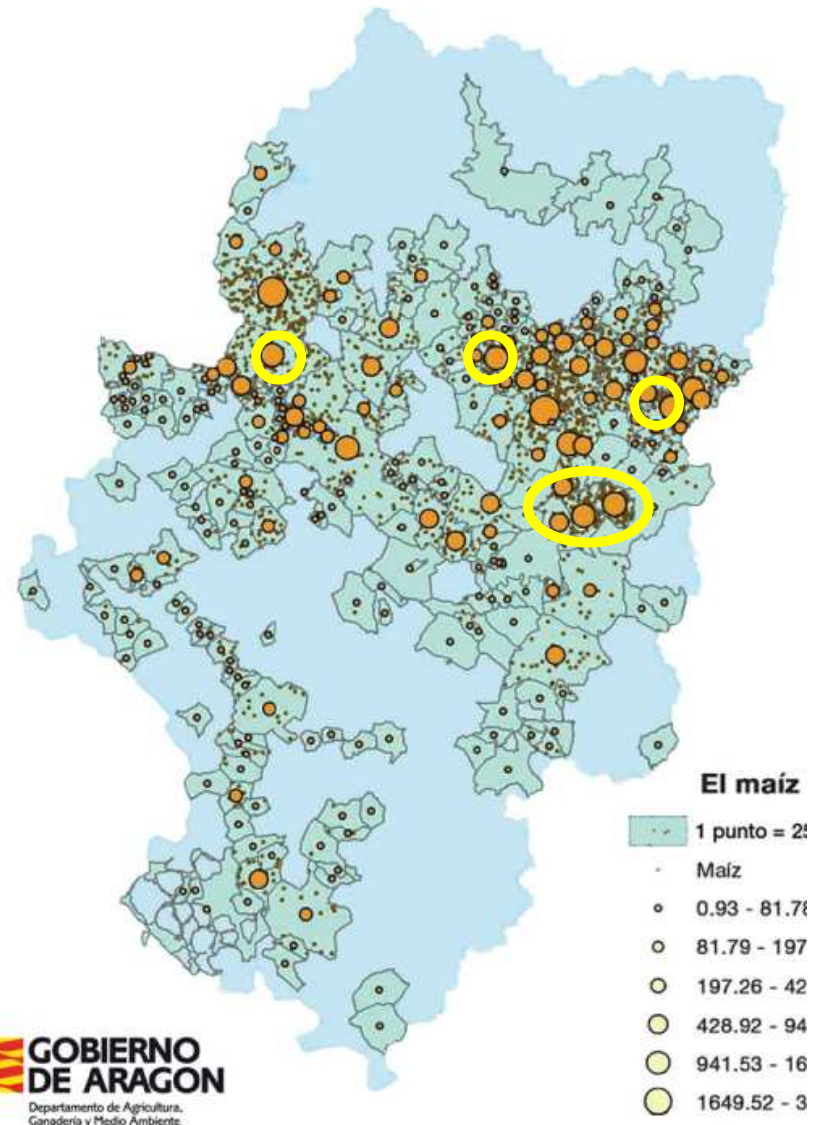 El maíz
1 punto = 25
Maíz
0.93 - 81.78
81.79 - 197
197.26 - 42
428.92 - 94
941.53 - 16
1649.52 - 3
GOBIERNO
DE ARAGON
Departamento de Agricultura,
Ganadería y Medio Ambiente